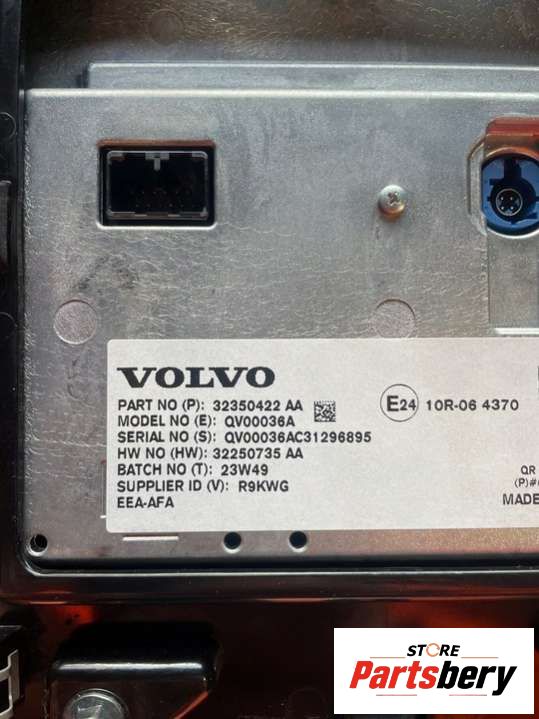 VOLVO
PART NO (P): 32350422 AA
MODEL NO (E): QV00036A
SERIAL NO (S): QV00036AC31296895
HW NO (HW): 32250735 AA
BATCH NO (T): 23W49
SUPPLIER ID (V): R9KWG
EEA-AFA
E24 10R-06 4370
QR
(P)#
MADE
STORE
Partsbery